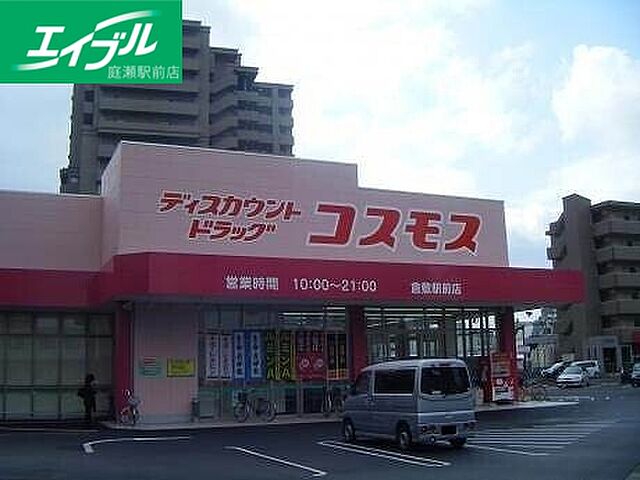 エイブル
庭瀬駅前店
ディスカウント
ドラッグ
コスモス
営業時間 10:00～21:00 倉敷駅前店